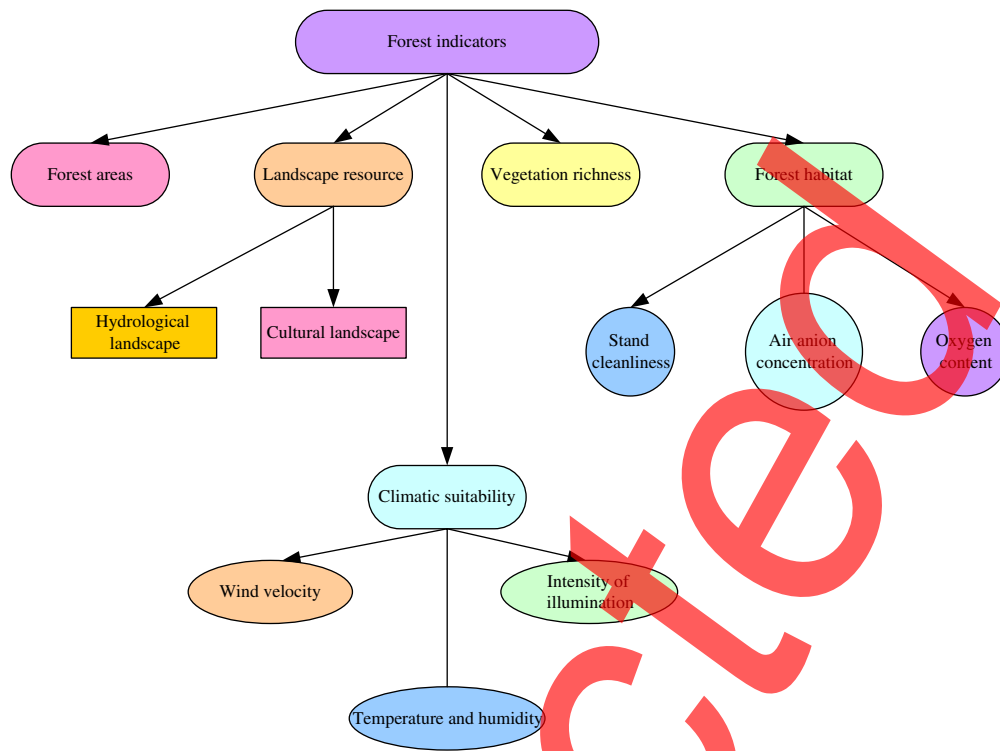 Forest indicators
Forest areas
Landscape resource
Vegetation richness
Forest habitat
Hydrological
landscape
Cultural landscape
Stand
cleanliness
Air anion
concentration
Oxygen
content
Climatic suitability
Wind velocity
Intensity of
illumination
Temperature and humidity
cted